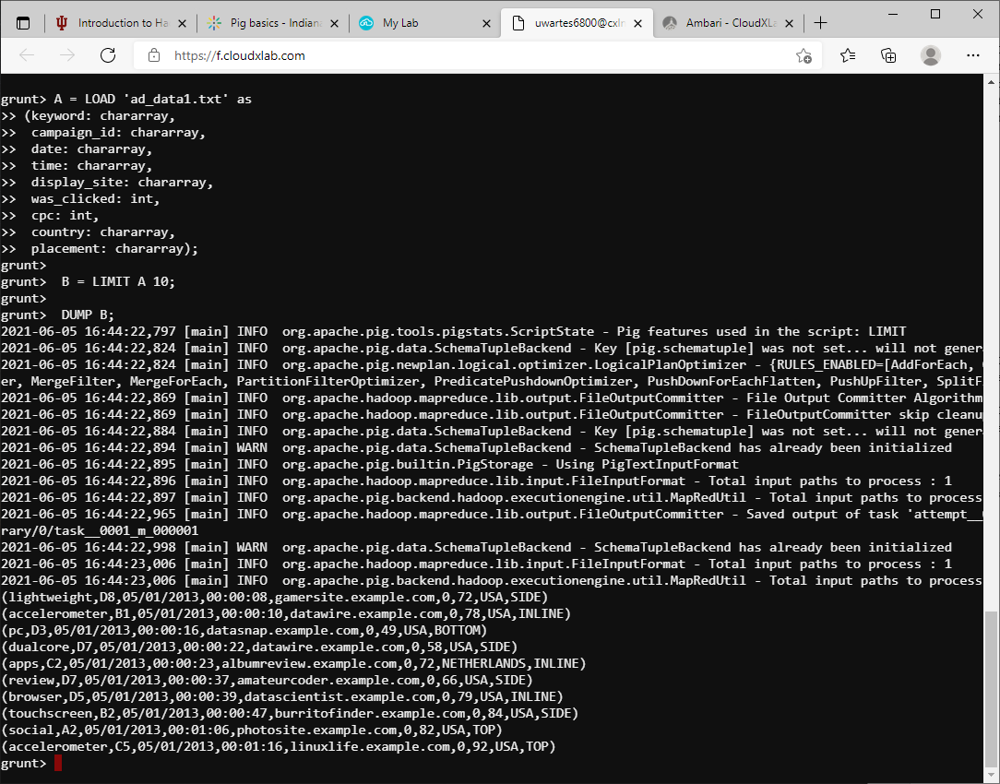 Introduction to Ha
Pig basics - Indiana
My Lab
uwartes6800@cxln
Ambari - CloudXLa
https://f.cloudxlab.com
grunt> A = LOAD 'ad_data1.txt' as
>> (keyword: chararray,
>>  campaign_id: chararray,
>>  date: chararray,
>>  time: chararray,
>>  display_site: chararray,
>>  was_clicked: int,
>>  cpc: int,
>>  country: chararray,
>>  placement: chararray);
grunt>
grunt>  B = LIMIT A 10;
grunt>
grunt>  DUMP B;
2021-06-05 16:44:22,797 [main] INFO  org.apache.pig.tools.pigstats.ScriptState - Pig features used in the script: LIMIT
2021-06-05 16:44:22,824 [main] INFO  org.apache.pig.data.SchemaTupleBackend - Key [pig.schematuple] was not set... will not gener
2021-06-05 16:44:22,824 [main] INFO  org.apache.pig.newplan.logical.optimizer.LogicalPlanOptimizer - {RULES_ENABLED=[AddForEach,
er, MergeFilter, MergeForEach, PartitionFilterOptimizer, PredicatePushdownOptimizer, PushDownForEachFlatten, PushUpFilter, SplitF
2021-06-05 16:44:22,869 [main] INFO  org.apache.hadoop.mapreduce.lib.output.FileOutputCommitter - File Output Committer Algorithm
2021-06-05 16:44:22,869 [main] INFO  org.apache.hadoop.mapreduce.lib.output.FileOutputCommitter - FileOutputCommitter skip cleanup
2021-06-05 16:44:22,884 [main] INFO  org.apache.pig.data.SchemaTupleBackend - Key [pig.schematuple] was not set... will not gener
2021-06-05 16:44:22,894 [main] WARN  org.apache.pig.data.SchemaTupleBackend - SchemaTupleBackend has already been initialized
2021-06-05 16:44:22,895 [main] INFO  org.apache.pig.builtin.PigStorage - Using PigTextInputFormat
2021-06-05 16:44:22,896 [main] INFO  org.apache.hadoop.mapreduce.lib.input.FileInputFormat - Total input paths to process : 1
2021-06-05 16:44:22,897 [main] INFO  org.apache.pig.backend.hadoop.executionengine.util.MapRedUtil - Total input paths to process
2021-06-05 16:44:22,965 [main] INFO  org.apache.hadoop.mapreduce.lib.output.FileOutputCommitter - Saved output of task 'attempt__
rary/0/task__0001_m_000001
2021-06-05 16:44:22,998 [main] WARN  org.apache.pig.data.SchemaTupleBackend - SchemaTupleBackend has already been initialized
2021-06-05 16:44:23,006 [main] INFO  org.apache.hadoop.mapreduce.lib.input.FileInputFormat - Total input paths to process : 1
2021-06-05 16:44:23,006 [main] INFO  org.apache.pig.backend.hadoop.executionengine.util.MapRedUtil - Total input paths to process
(lightweight,D8,05/01/2013,00:00:08,gamersite.example.com,0,72,USA,SIDE)
(accelerometer,B1,05/01/2013,00:00:10,datawire.example.com,0,78,USA,INLINE)
(pc,D3,05/01/2013,00:00:16,datasnap.example.com,0,49,USA,BOTTOM)
(dualcore,D7,05/01/2013,00:00:22,datawire.example.com,0,58,USA,SIDE)
(apps,C2,05/01/2013,00:00:23,albumreview.example.com,0,72,NETHERLANDS,INLINE)
(review,D7,05/01/2013,00:00:37,amateurcoder.example.com,0,66,USA,SIDE)
(browser,D5,05/01/2013,00:00:39,datascientist.example.com,0,79,USA,INLINE)
(touchscreen,B2,05/01/2013,00:00:47,burritofinder.example.com,0,84,USA,SIDE)
(social,A2,05/01/2013,00:01:06,photosite.example.com,0,82,USA,TOP)
(accelerometer,C5,05/01/2013,00:01:16,linuxlife.example.com,0,92,USA,TOP)
grunt>